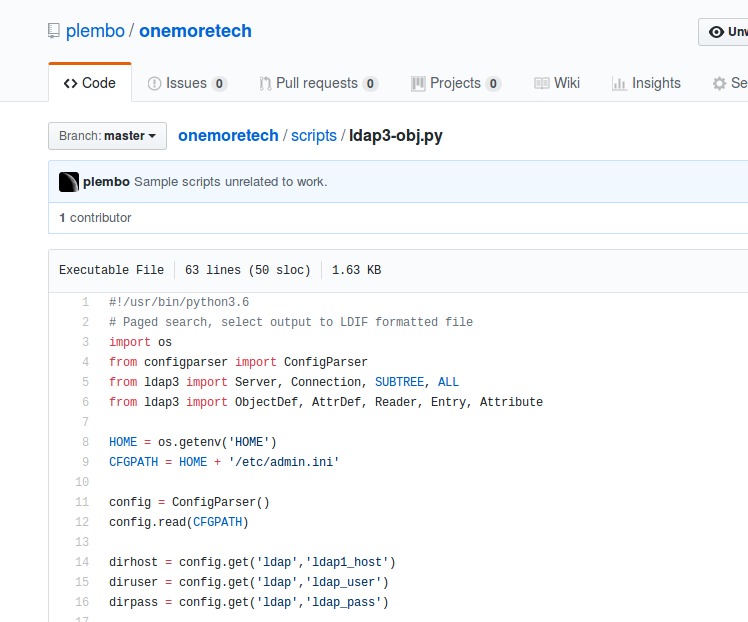 plembo / onemoretech
Unw
<> Code Issues 0 Pull requests 0 Projects 0 Wiki Insights Se
Branch: master onemoretech / scripts / ldap3-obj.py
plembo Sample scripts unrelated to work.
1 contributor
Executable File 63 lines (50 sloc) 1.63 KB
1 #!/usr/bin/python3.6
2 # Paged search, select output to LDIF formatted file
3 import os
4 from configparser import ConfigParser
5 from ldap3 import Server, Connection, SUBTREE, ALL
6 from ldap3 import ObjectDef, AttrDef, Reader, Entry, Attribute
7
8 HOME = os.getenv('HOME')
9 CFGPATH = HOME + '/etc/admin.ini'
10
11 config = ConfigParser()
12 config.read(CFGPATH)
13
14 dirhost = config.get('ldap','ldap1_host')
15 diruser = config.get('ldap','ldap_user')
16 dirpass = config.get('ldap','ldap_pass')
17